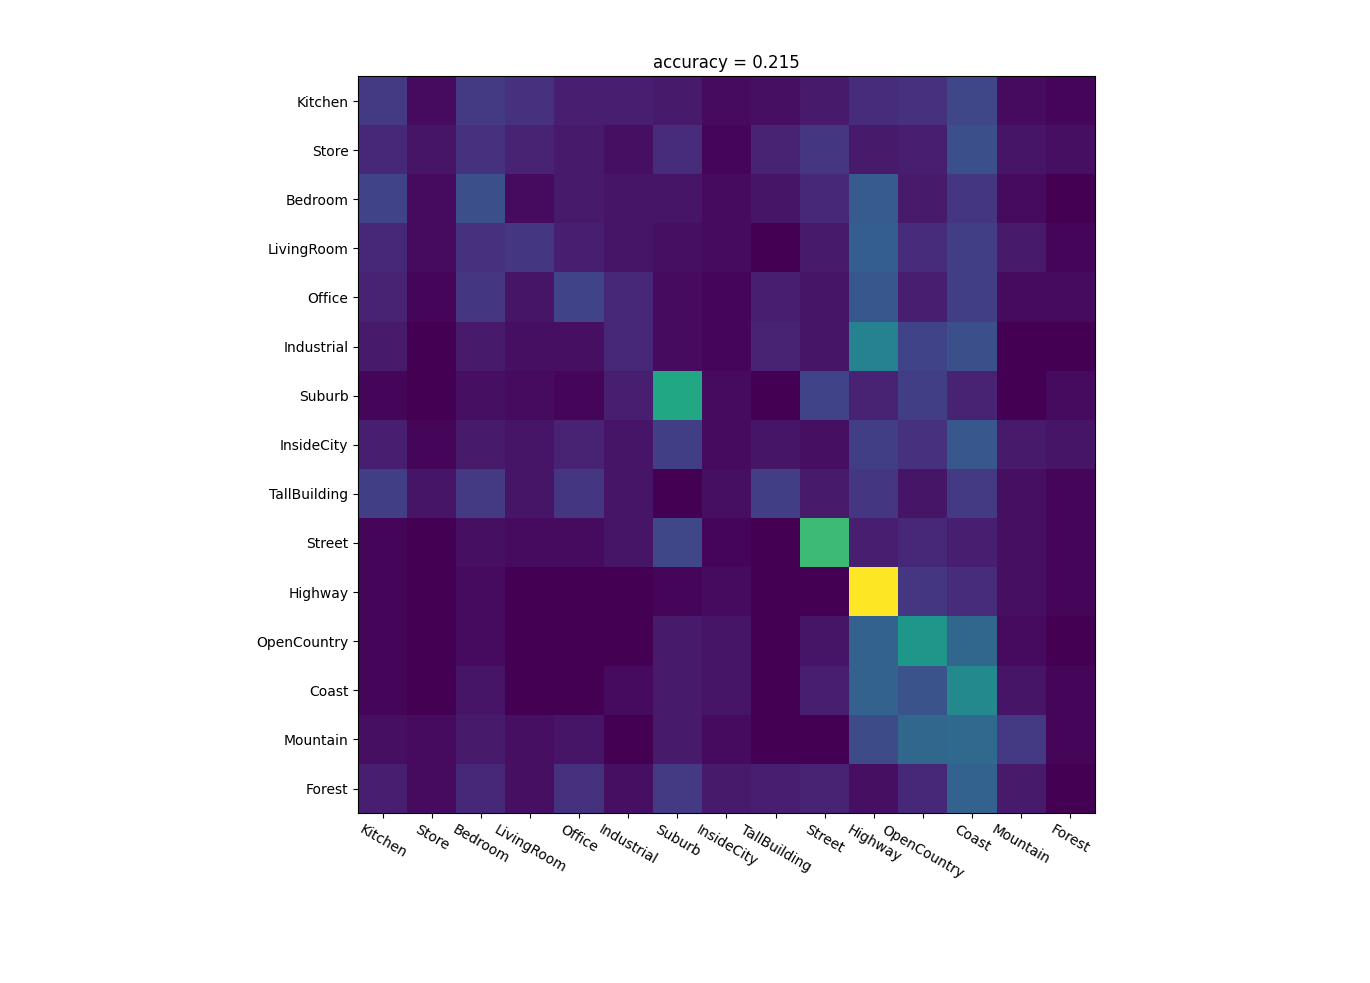 accuracy = 0.215
Kitchen
Store
Bedroom
LivingRoom
Office
Industrial
Suburb
InsideCity
TallBuilding
Street
Highway
OpenCountry
Coast
Mountain
Forest
Kitchen Store Bedroom LivingRoom Office Industrial Suburb InsideCity TallBuilding Street Highway OpenCountry Coast Mountain Forest